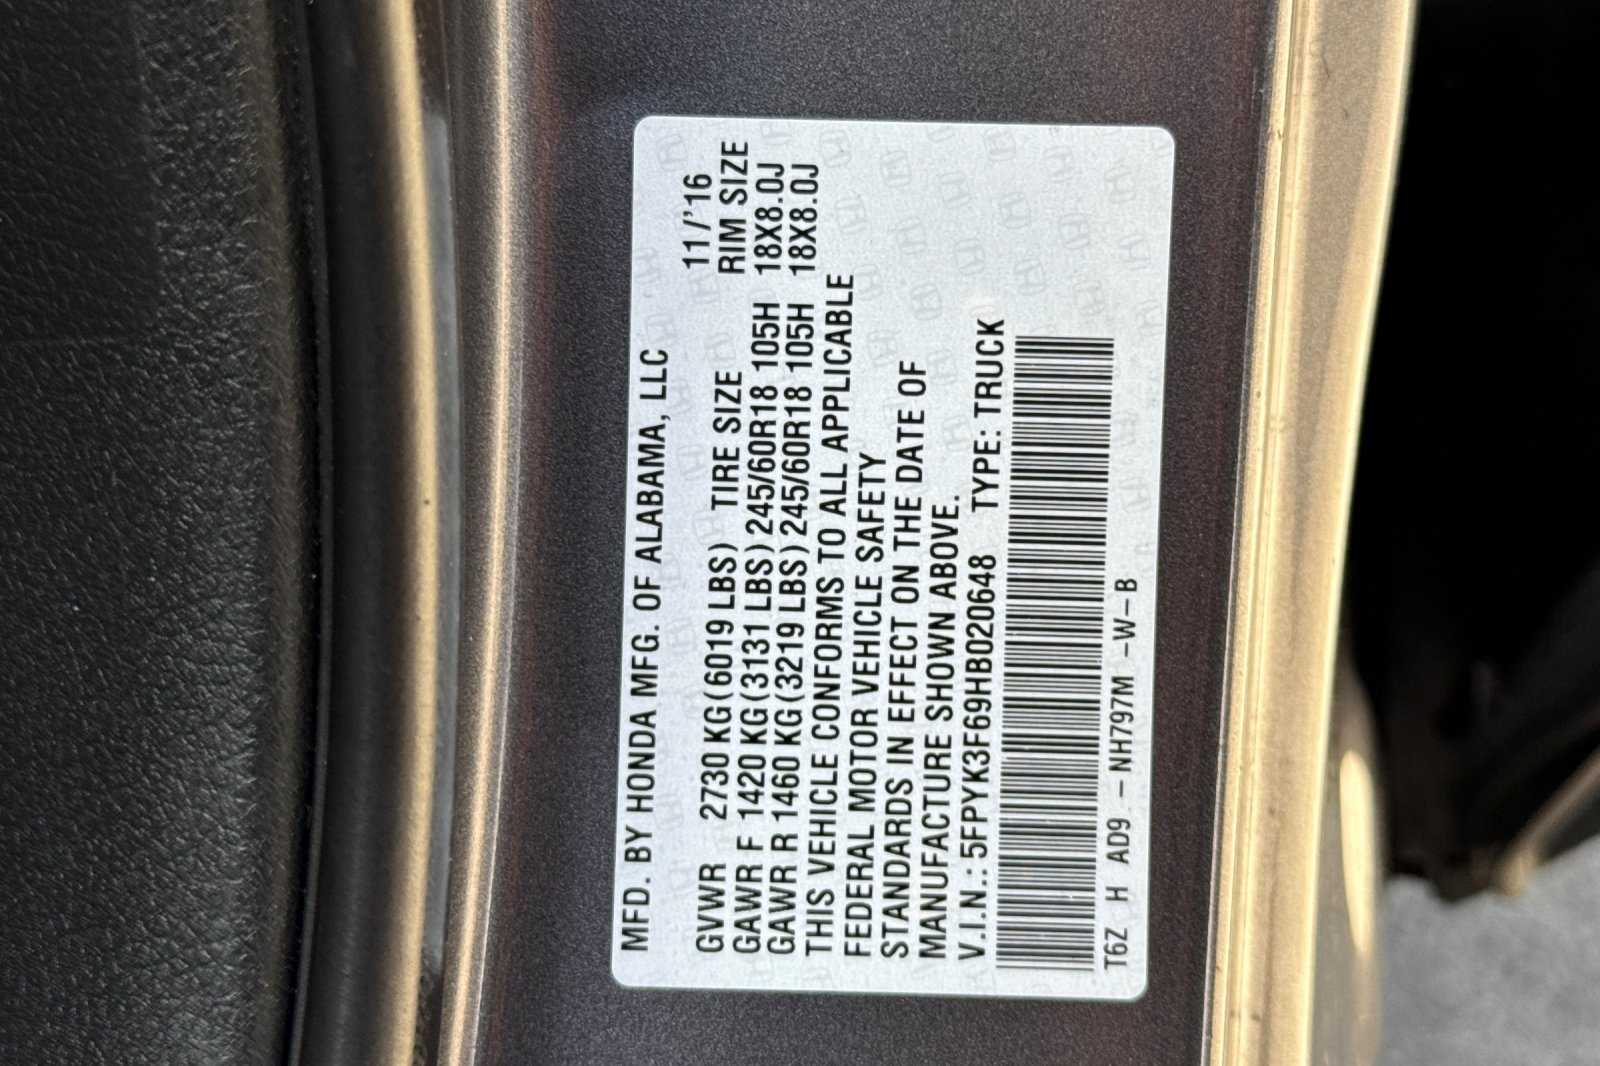 MFD. BY HONDA MFG. OF ALABAMA, LLC
11/'16
GVWR 2730 KG (6019 LBS) TIRE SIZE RIM SIZE
GAWR F 1420 KG (3131 LBS) 245/60R18 105H 18X8.0J
GAWR R 1460 KG (3219 LBS) 245/60R18 105H 18X8.0J
THIS VEHICLE CONFORMS TO ALL APPLICABLE
FEDERAL MOTOR VEHICLE SAFETY
STANDARDS IN EFFECT ON THE DATE OF
MANUFACTURE SHOWN ABOVE.
V.I.N.: 5FPYK3F69HB020648 TYPE: TRUCK
T6Z H AD9 - NH797M -W-B